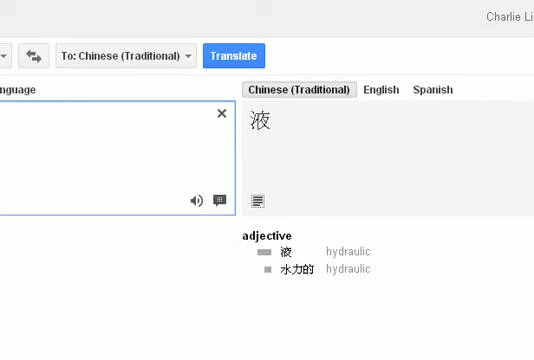 Charlie Li
To: Chinese (Traditional) Translate
nguage Chinese (Traditional) English Spanish
液
adjective
液 hydraulic
水力的 hydraulic